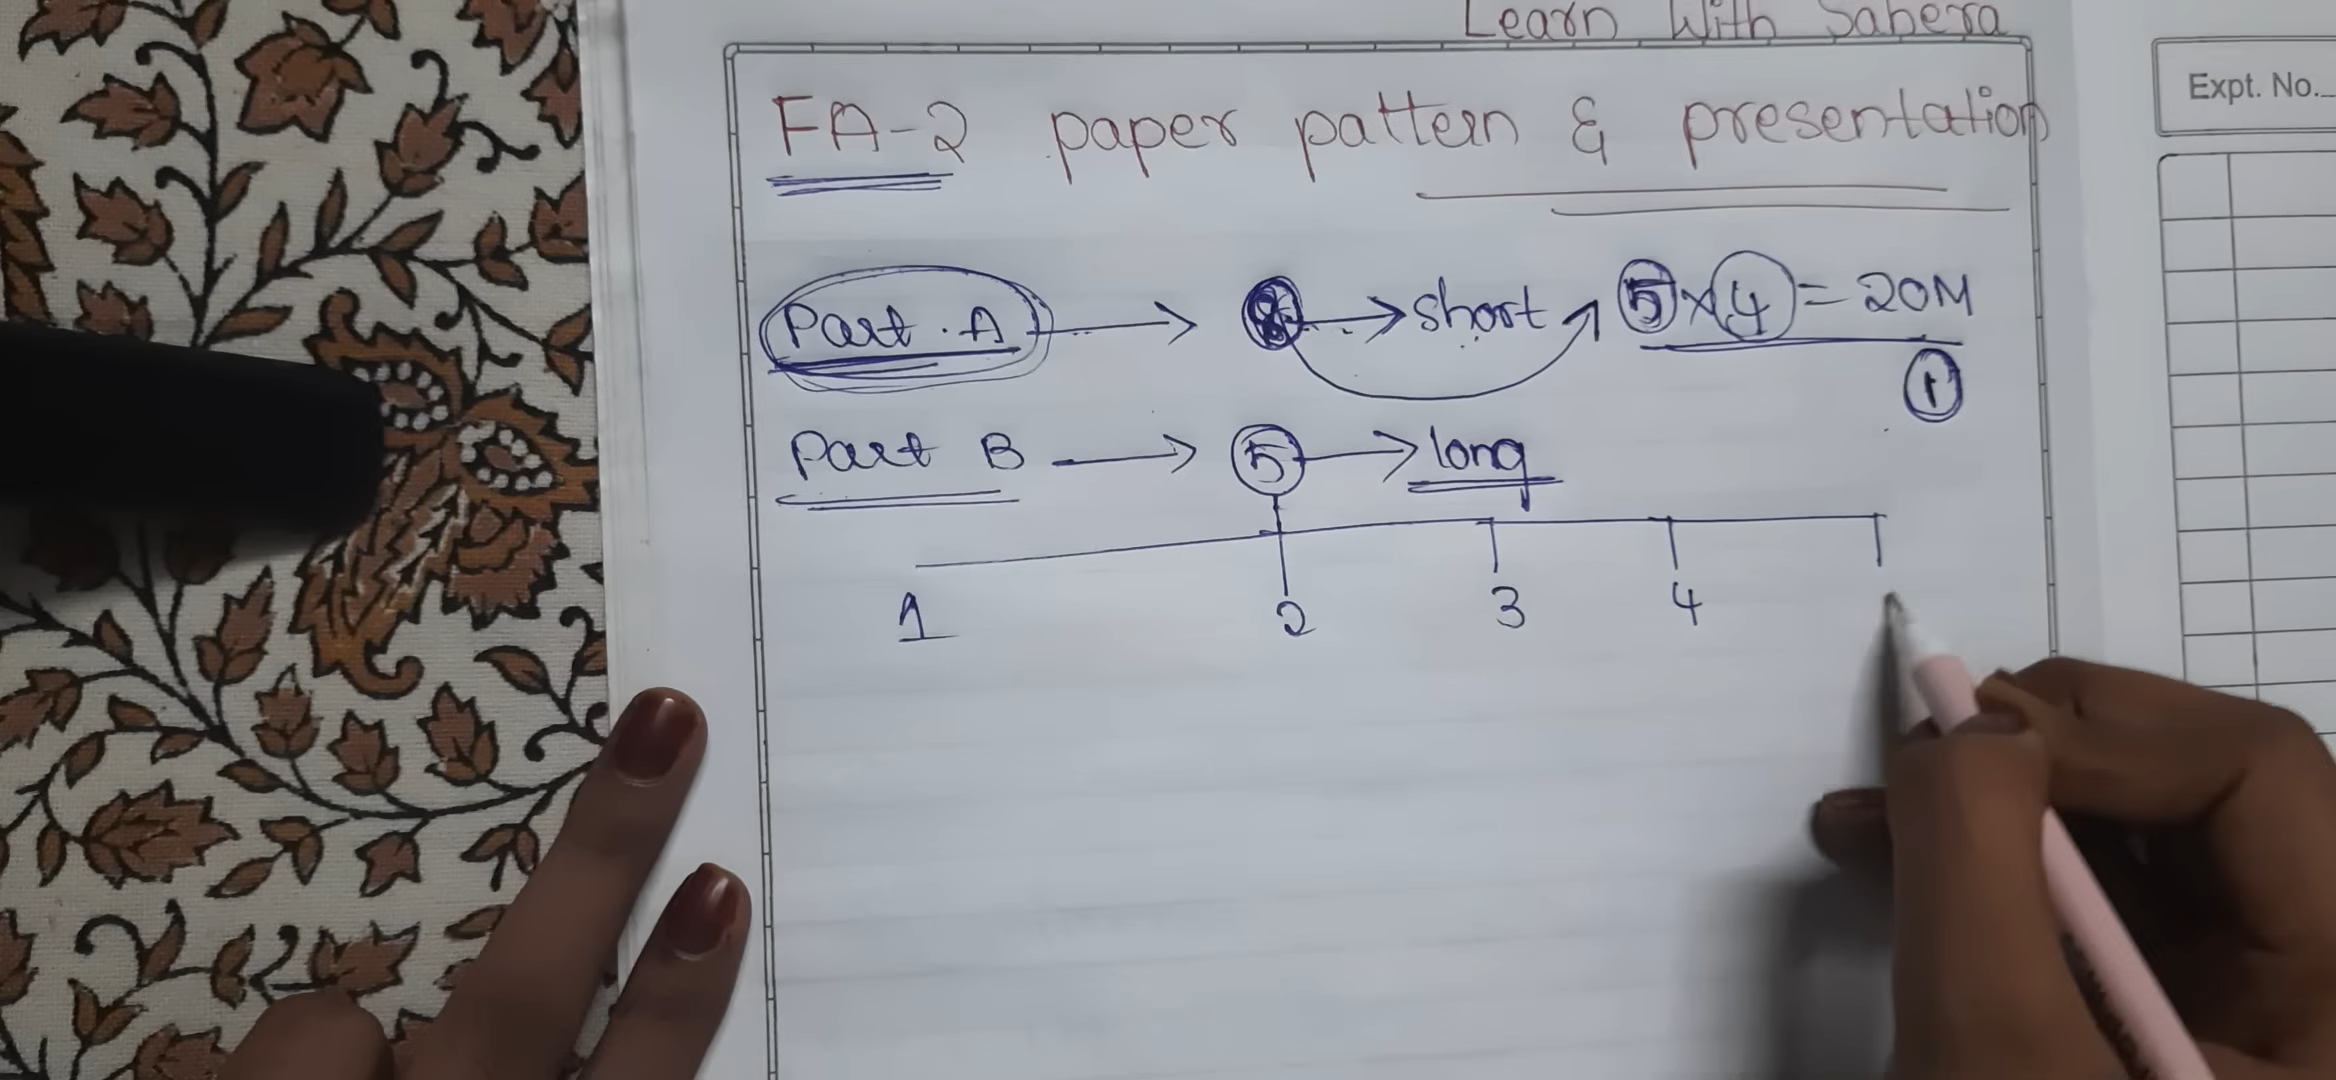 Learn With Sabera
Expt. No.
FA-2 paper pattern & presentation
Part . A → → short 5×4 = 20M
1
Part B → 5 → long
1 2 3 4